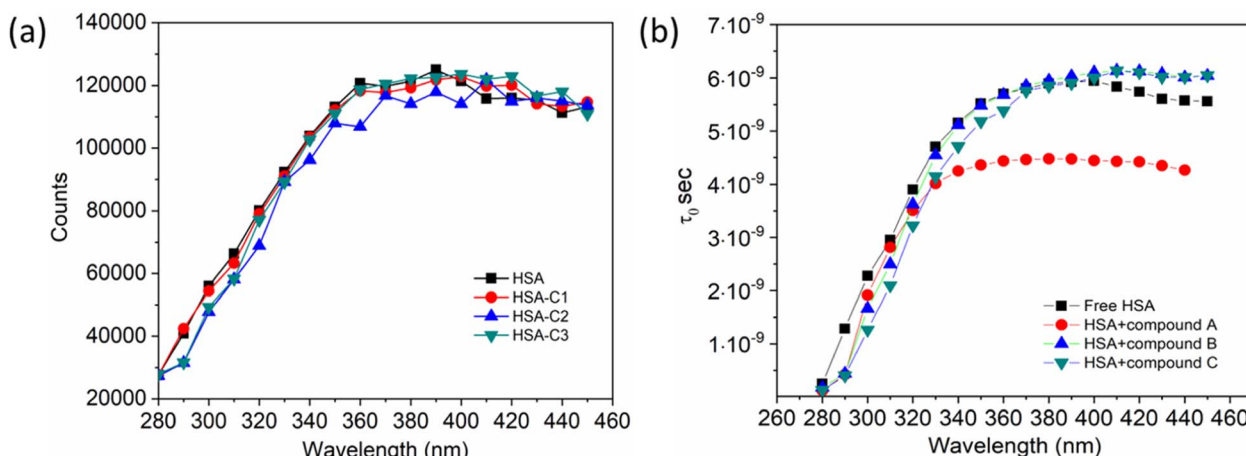 (a)
140000
120000
100000
80000
60000
40000
20000
Counts
HSA
HSA-C1
HSA-C2
HSA-C3
280 300 320 340 360 380 400 420 440 460
Wavelength (nm)
(b)
7·10⁻⁹
6·10⁻⁹
5·10⁻⁹
4·10⁻⁹
3·10⁻⁹
2·10⁻⁹
1·10⁻⁹
τ₀ sec
Free HSA
HSA+compound A
HSA+compound B
HSA+compound C
260 280 300 320 340 360 380 400 420 440 460
Wavelength (nm)